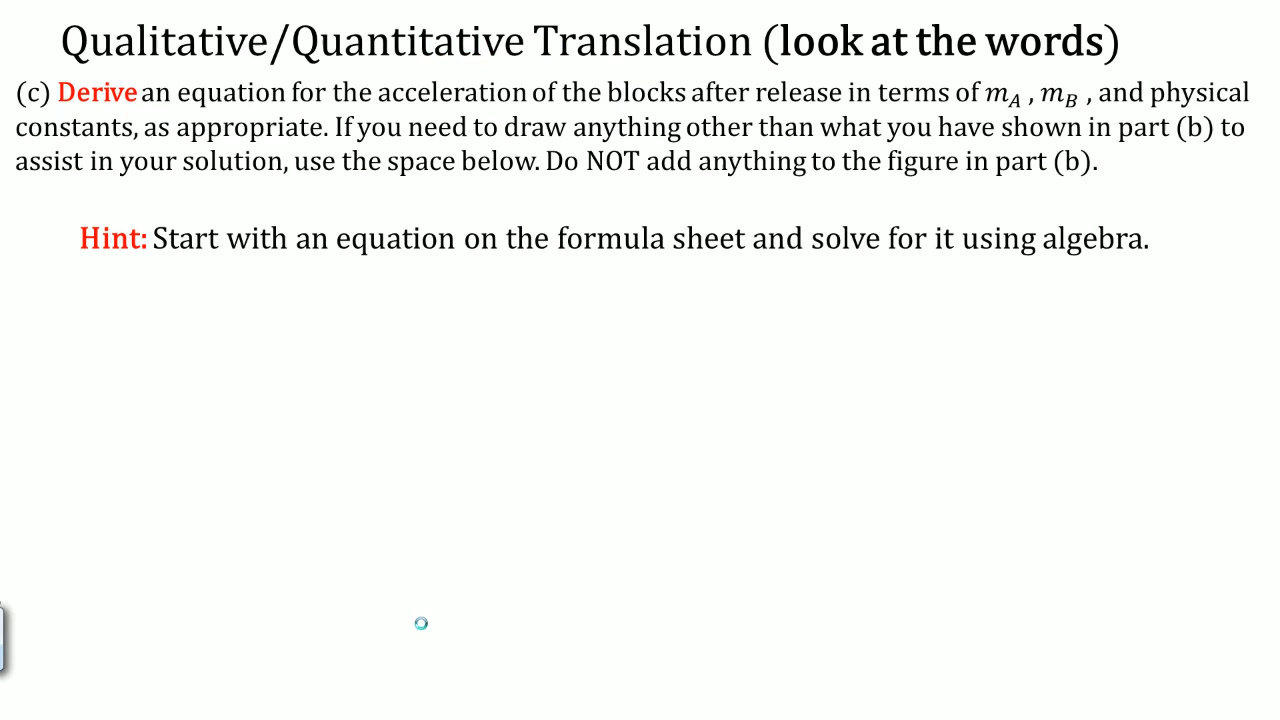 Qualitative/Quantitative Translation (look at the words)
(c) Derive an equation for the acceleration of the blocks after release in terms of m_A , m_B , and physical
constants, as appropriate. If you need to draw anything other than what you have shown in part (b) to
assist in your solution, use the space below. Do NOT add anything to the figure in part (b).
Hint: Start with an equation on the formula sheet and solve for it using algebra.